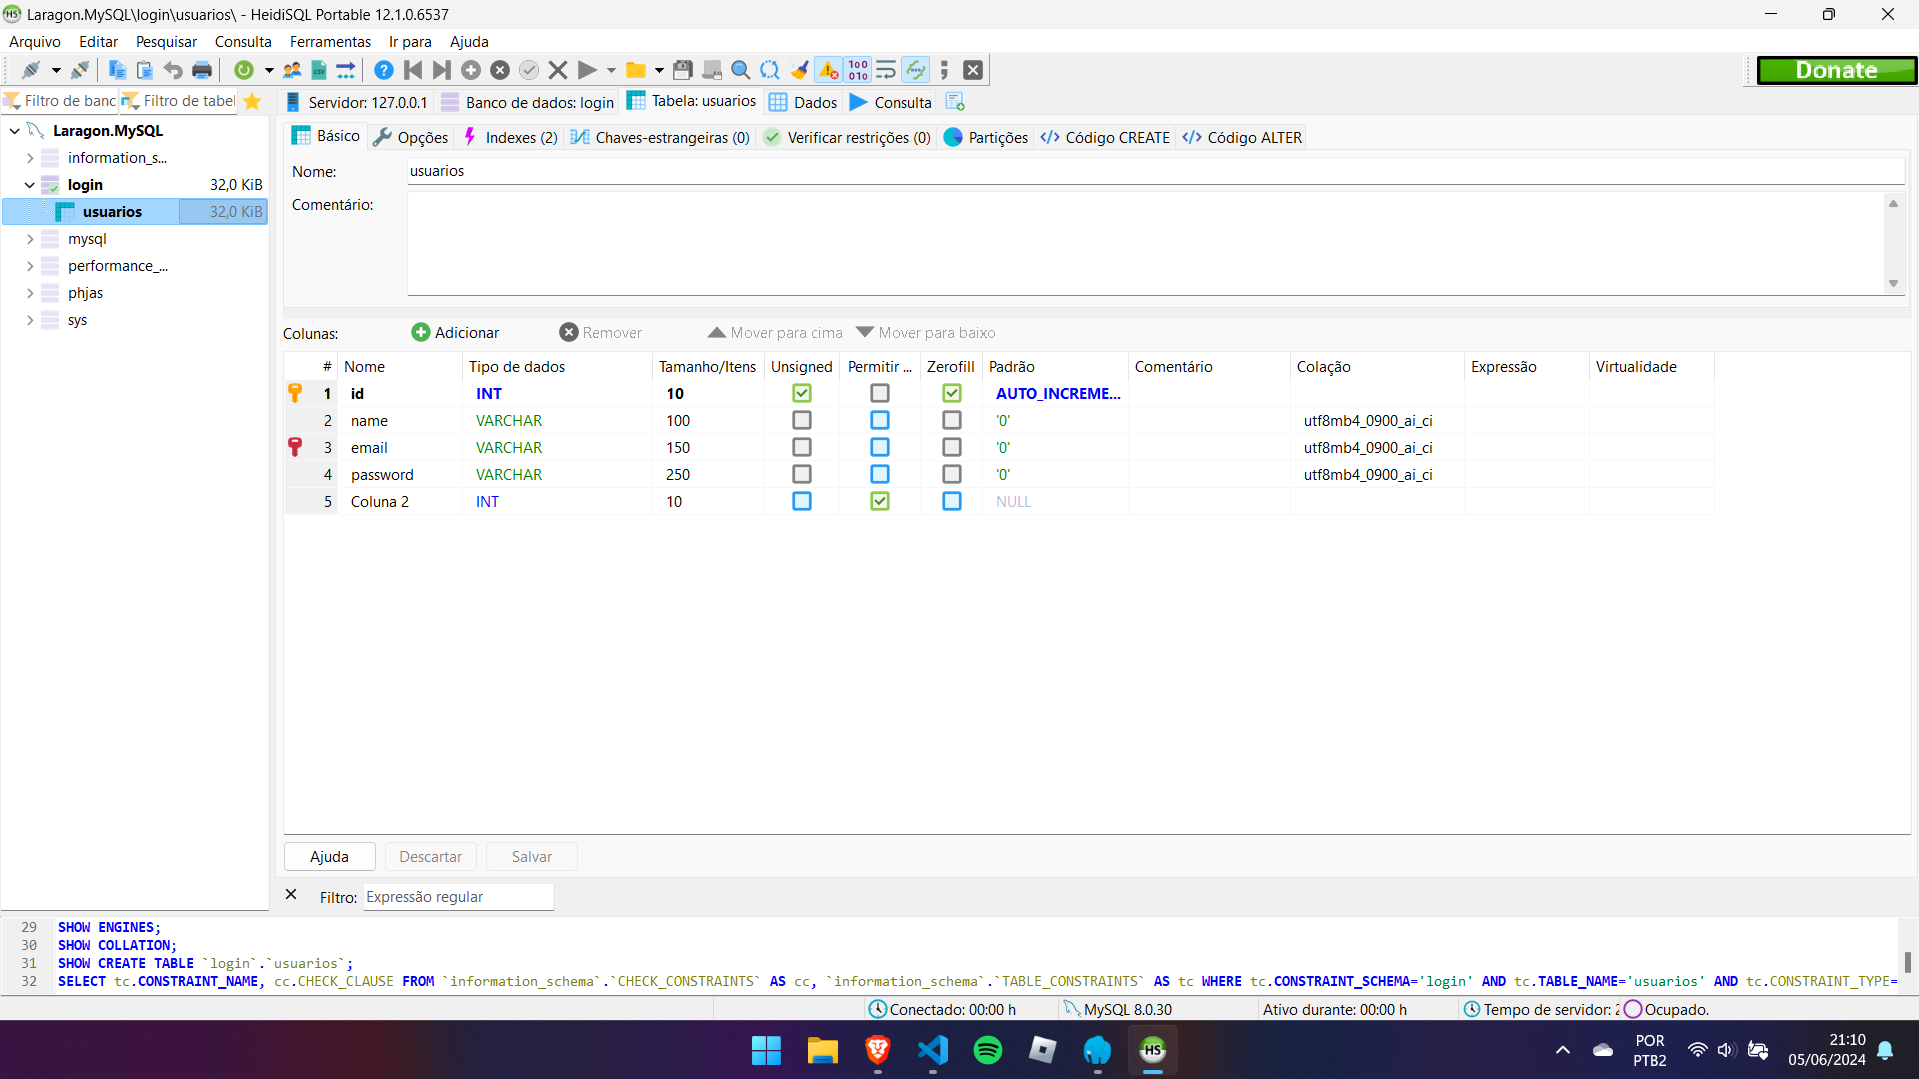 Laragon.MySQL\login\usuarios\ - HeidiSQL Portable 12.1.0.6537
Arquivo Editar Pesquisar Consulta Ferramentas Ir para Ajuda
Donate
Filtro de banc Filtro de tabel
Servidor: 127.0.0.1 Banco de dados: login Tabela: usuarios Dados Consulta
Laragon.MySQL
information_s...
login 32,0 KiB
usuarios 32,0 KiB
mysql
performance_...
phjas
sys
Básico Opções Indexes (2) Chaves-estrangeiras (0) Verificar restrições (0) Partições Código CREATE Código ALTER
Nome: usuarios
Comentário:
Colunas: Adicionar Remover Mover para cima Mover para baixo
# Nome Tipo de dados Tamanho/Itens Unsigned Permitir ... Zerofill Padrão Comentário Colação Expressão Virtualidade
1 id INT 10 AUTO_INCREME...
2 name VARCHAR 100 '0' utf8mb4_0900_ai_ci
3 email VARCHAR 150 '0' utf8mb4_0900_ai_ci
4 password VARCHAR 250 '0' utf8mb4_0900_ai_ci
5 Coluna 2 INT 10 NULL
Ajuda Descartar Salvar
Filtro: Expressão regular
29 SHOW ENGINES;
30 SHOW COLLATION;
31 SHOW CREATE TABLE `login`.`usuarios`;
32 SELECT tc.CONSTRAINT_NAME, cc.CHECK_CLAUSE FROM `information_schema`.`CHECK_CONSTRAINTS` AS cc, `information_schema`.`TABLE_CONSTRAINTS` AS tc WHERE tc.CONSTRAINT_SCHEMA='login' AND tc.TABLE_NAME='usuarios' AND tc.CONSTRAINT_TYPE=
Conectado: 00:00 h MySQL 8.0.30 Ativo durante: 00:00 h Tempo de servidor: Ocupado.
HS
POR
PTB2
21:10
05/06/2024